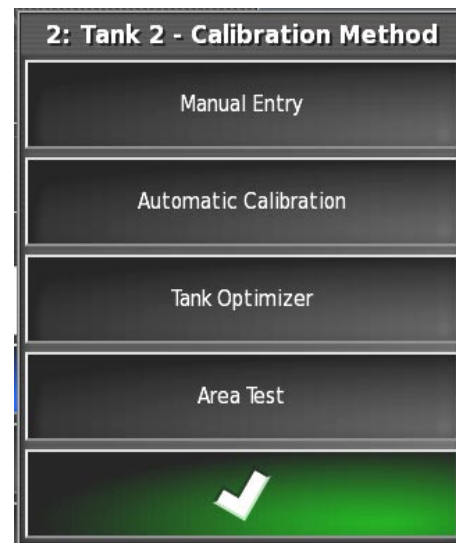 2: Tank 2 - Calibration Method
Manual Entry
Automatic Calibration
Tank Optimizer
Area Test